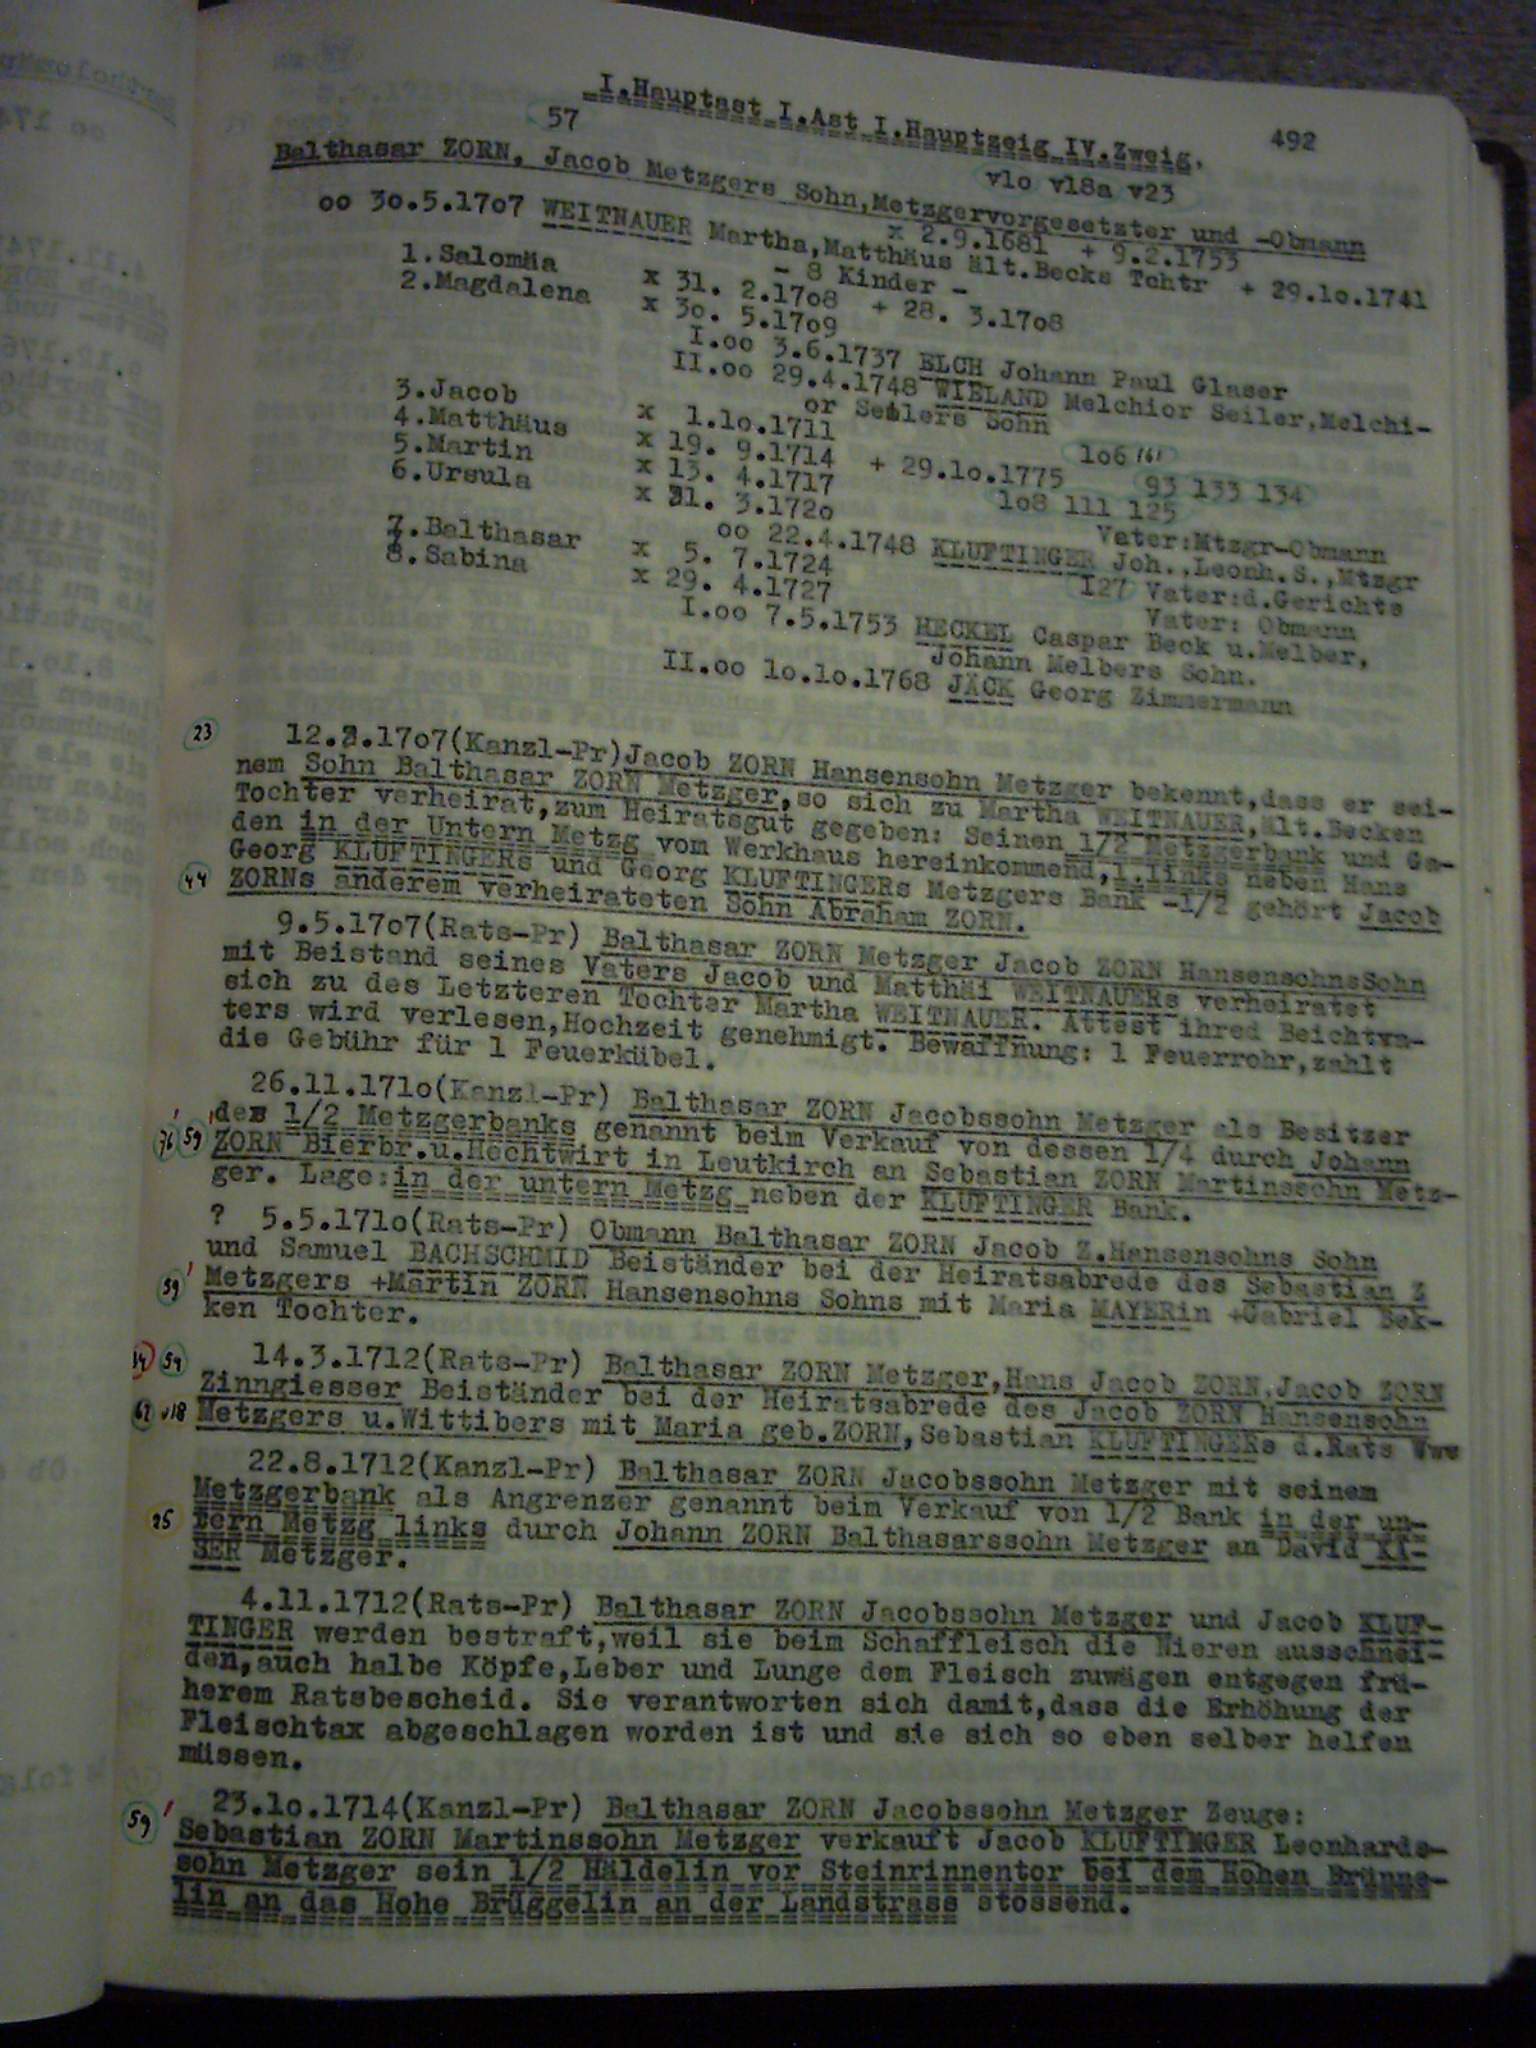 I.Hauptast I.Ast I.Hauptzeig IV.Zweig.
57
492
Balthasar ZORN, Jacob Metzgers Sohn,Metzgervorgesetzter und -Obmann
v1o v18a v23
x 2.9.1681 + 9.2.1753
oo 3o.5.17o7 WEITNAUER Martha,Matthäus Ält.Becks Tchtr + 29.1o.1741
- 8 Kinder -
1.Salomäa x 31. 2.17o8 + 28. 3.17o8
2.Magdalena x 3o. 5.17o9
I.oo 3.6.1737 ELCH Johann Paul Glaser
II.oo 29.4.1748 WIELAND Melchior Seiler,Melchi-
or Seilers Sohn
3.Jacob x 1.1o.1711 1o6 161
4.Matthäus x 19. 9.1714 + 29.1o.1775 93 133 134
5.Martin x 13. 4.1717 1o8 111 125
6.Ursula x 21. 3.172o Vater:Mtzgr-Obmann
oo 22.4.1748 KLUFTINGER Joh.,Leonh.S.,Mtzgr
7.Balthasar x 5. 7.1724 127 Vater:d.Gerichts
8.Sabina x 29. 4.1727 Vater: Obmann
I.oo 7.5.1753 HECKEL Caspar Beck u.Melber,
Johann Melbers Sohn.
II.oo 1o.1o.1768 JÄCK Georg Zimmermann
23 12.2.17o7(Kanzl-Pr)Jacob ZORN Hansensohn Metzger bekennt,dass er sei-
nem Sohn Balthasar ZORN Metzger,so sich zu Martha WEITNAUER,Ält.Becken
Tochter verheirat,zum Heiratsgut gegeben: Seinen 1/2 Metzgerbank und Ga-
den in der Untern Metzg vom Werkhaus hereinkommend,1.links neben Hans
Georg KLUFTINGERs und Georg KLUFTINGERs Metzgers Bank -1/2 gehört Jacob
44 ZORNs anderem verheirateten Sohn Abraham ZORN.
9.5.17o7(Rats-Pr) Balthasar ZORN Metzger Jacob ZORN HansensohnsSohn
mit Beistand seines Vaters Jacob und Matthäi WEITNAUERs verheiratet
sich zu des Letzteren Tochter Martha WEITNAUER. Attest ihred Beichtva-
ters wird verlesen,Hochzeit genehmigt. Bewaffnung: 1 Feuerrohr,zahlt
die Gebühr für 1 Feuerkübel.
26.11.171o(Kanzl-Pr) Balthasar ZORN Jacobssohn Metzger als Besitzer
des 1/2 Metzgerbanks genannt beim Verkauf von dessen 1/4 durch Johann
76 59 ZORN Bierbr.u.Hechtwirt in Leutkirch an Sebastian ZORN Martinssohn Metz-
ger. Lage:in der untern Metzg neben der KLUFTINGER Bank.
? 5.5.171o(Rats-Pr) Obmann Balthasar ZORN Jacob Z.Hansensohns Sohn
und Samuel BACHSCHMID Beiständer bei der Heiratsabrede des Sebastian Z
59 Metzgers +Martin ZORN Hansensohns Sohns mit Maria MAYERin +Gabriel Bek-
ken Tochter.
34 54 14.3.1712(Rats-Pr) Balthasar ZORN Metzger,Hans Jacob ZORN,Jacob ZORN
Zinngiesser Beiständer bei der Heiratsabrede des Jacob ZORN Hansensohn
62 v18 Metzgers u.Wittibers mit Maria geb.ZORN,Sebastian KLUFTINGERs d.Rats Wwe
22.8.1712(Kanzl-Pr) Balthasar ZORN Jacobssohn Metzger mit seinem
Metzgerbank als Angrenzer genannt beim Verkauf von 1/2 Bank in der un-
25 tern Metzg links durch Johann ZORN Balthasarssohn Metzger an David KI-
SER Metzger.
4.11.1712(Rats-Pr) Balthasar ZORN Jacobssohn Metzger und Jacob KLUF-
TINGER werden bestraft,weil sie beim Schaffleisch die Nieren ausschnei-
den,auch halbe Köpfe,Leber und Lunge dem Fleisch zuwägen entgegen frü-
herem Ratsbescheid. Sie verantworten sich damit,dass die Erhöhung der
Fleischtax abgeschlagen worden ist und sie sich so eben selber helfen
müssen.
59 23.1o.1714(Kanzl-Pr) Balthasar ZORN Jacobssohn Metzger Zeuge:
Sebastian ZORN Martinssohn Metzger verkauft Jacob KLUFTINGER Leonhards-
sohn Metzger sein 1/2 Häldelin vor Steinrinnentor bei dem Hohen Brünne-
lin an das Hohe Brüggelin an der Landstrass stossend.